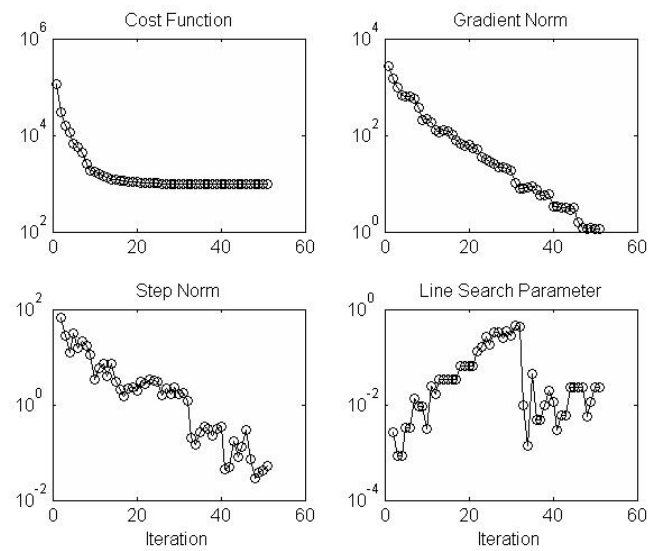 Cost Function
10^6
10^4
10^2
0 20 40 60
Gradient Norm
10^4
10^2
10^0
0 20 40 60
Step Norm
10^2
10^0
10^-2
0 20 40 60
Iteration
Line Search Parameter
10^0
10^-2
10^-4
0 20 40 60
Iteration